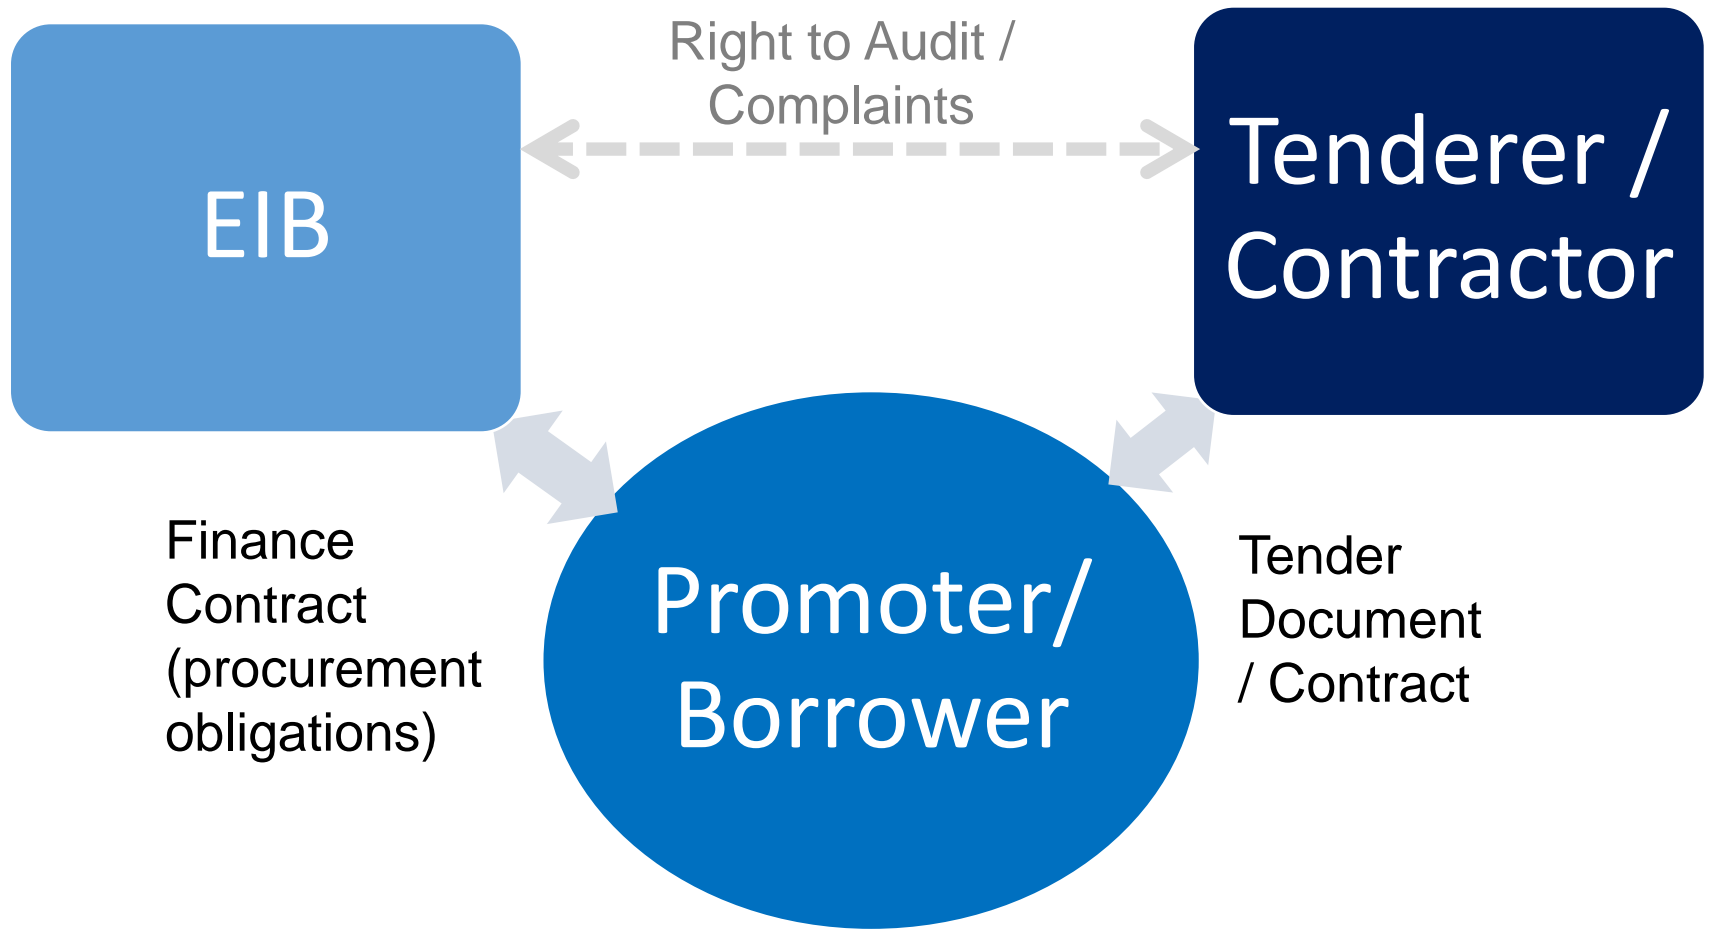 Right to Audit /
Complaints
EIB
Tenderer /
Contractor
Finance
Contract
(procurement
obligations)
Promoter/
Borrower
Tender
Document
/ Contract